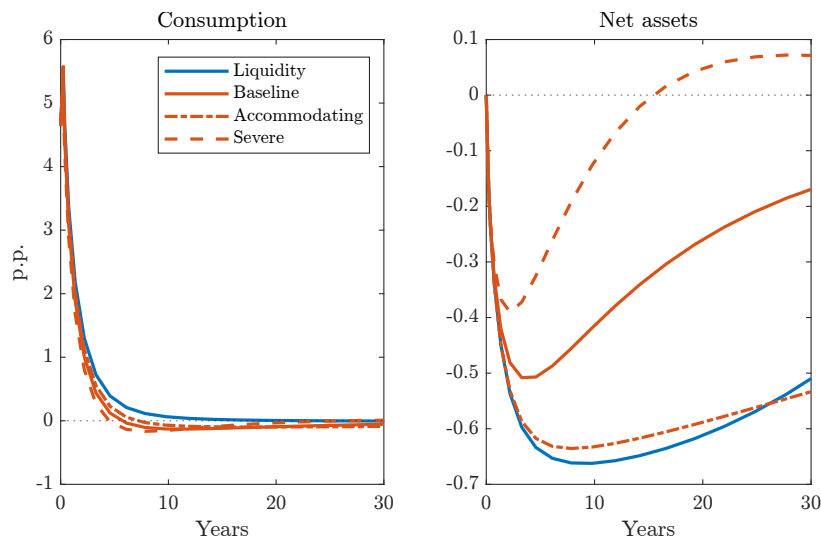 Consumption
6
5
4
3
2
1
0
-1
p.p.
0
10
20
30
Years
Liquidity
Baseline
Accommodating
Severe
Net assets
0.1
0
-0.1
-0.2
-0.3
-0.4
-0.5
-0.6
-0.7
0
10
20
30
Years